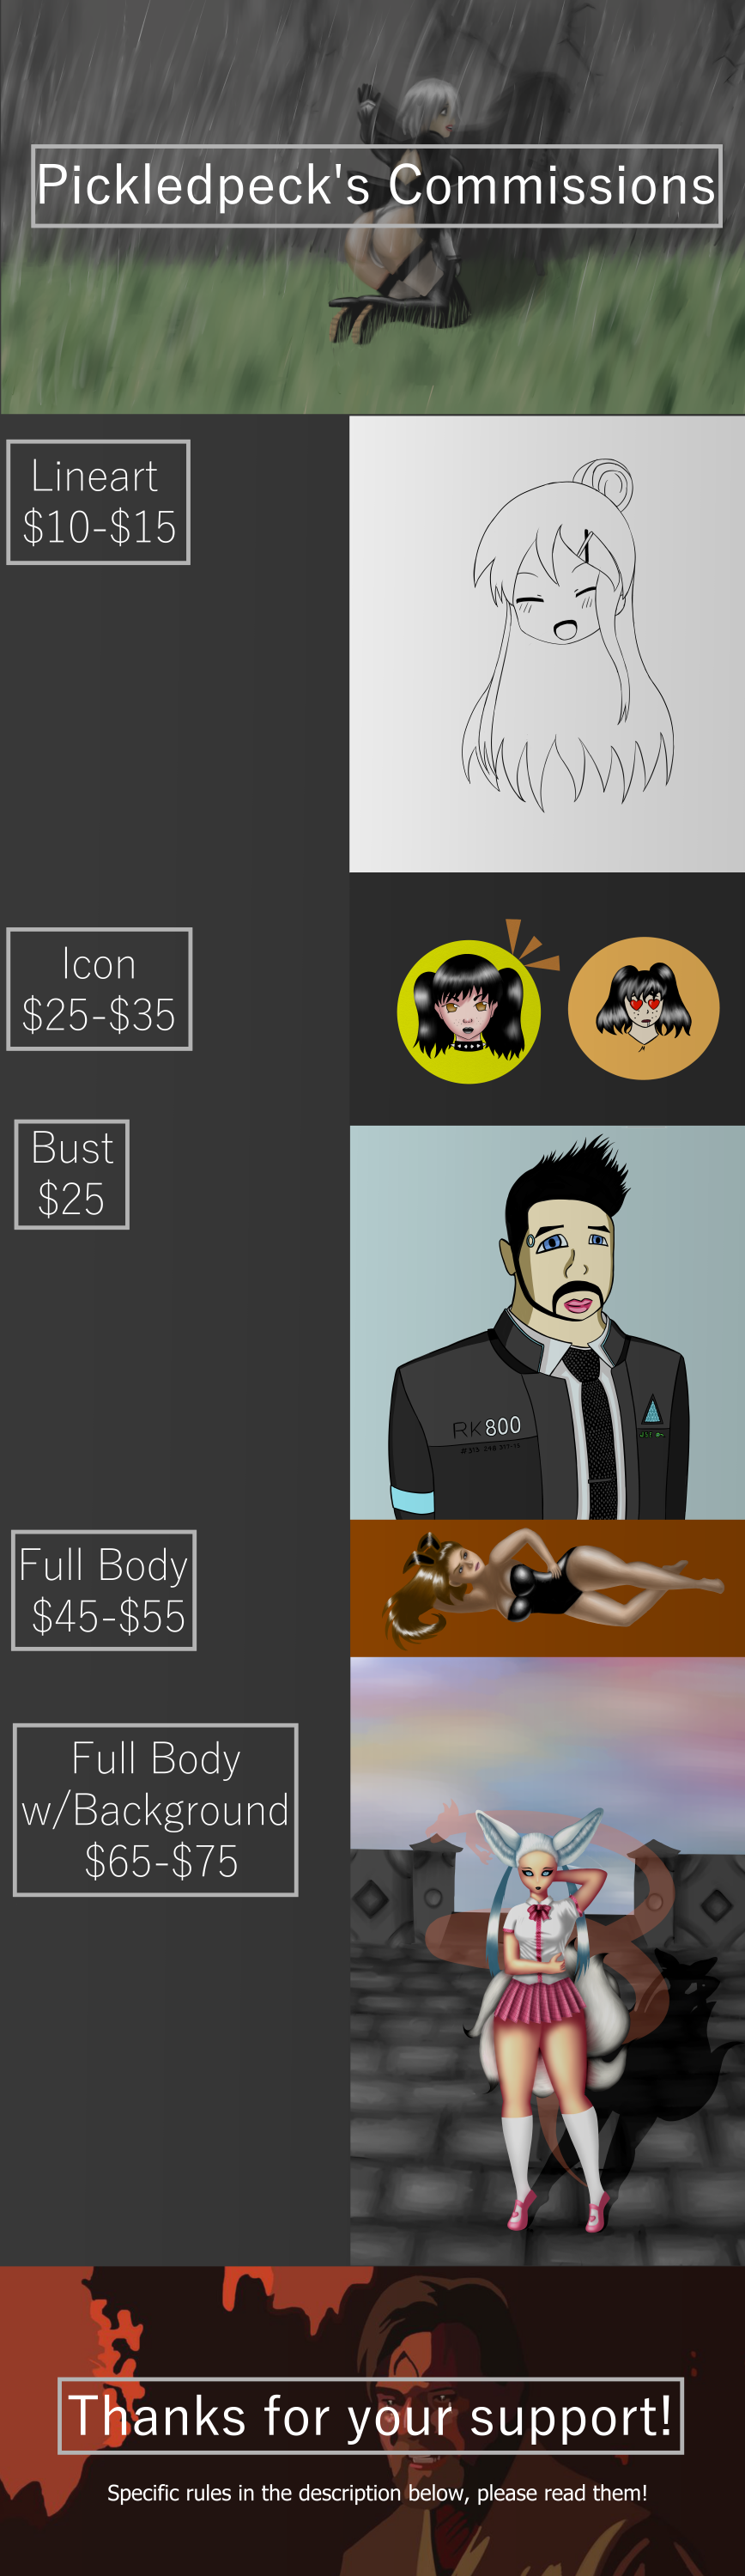 Pickledpeck's Commissions
Lineart
$10-$15
Icon
$25-$35
Bust
$25
RK800
Full Body
$45-$55
Full Body
w/Background
$65-$75
Thanks for your support!
Specific rules in the description below, please read them!